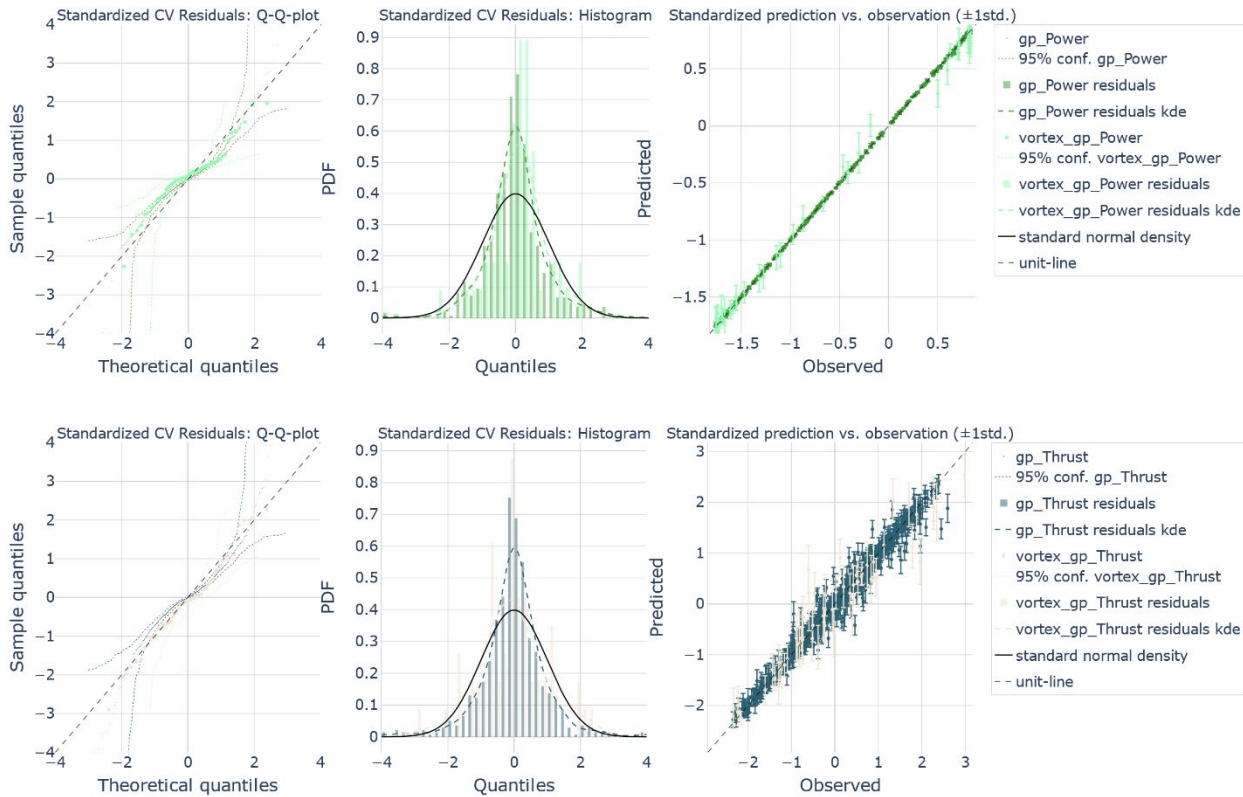 Standardized CV Residuals: Q-Q-plot
Standardized CV Residuals: Histogram
Standardized prediction vs. observation (±1std.)
4
3
2
1
0
−1
−2
−3
−4
Sample quantiles
−4
−2
0
2
4
Theoretical quantiles
0.9
0.8
0.7
0.6
0.5
0.4
0.3
0.2
0.1
0
PDF
−4
−2
0
2
4
Quantiles
0.5
0
−0.5
−1
−1.5
Predicted
−1.5
−1
−0.5
0
0.5
Observed
gp_Power
95% conf. gp_Power
gp_Power residuals
gp_Power residuals kde
vortex_gp_Power
95% conf. vortex_gp_Power
vortex_gp_Power residuals
vortex_gp_Power residuals kde
standard normal density
unit-line
Standardized CV Residuals: Q-Q-plot
Standardized CV Residuals: Histogram
Standardized prediction vs. observation (±1std.)
4
3
2
1
0
−1
−2
−3
−4
Sample quantiles
−4
−2
0
2
4
Theoretical quantiles
0.9
0.8
0.7
0.6
0.5
0.4
0.3
0.2
0.1
0
PDF
−4
−2
0
2
4
Quantiles
3
2
1
0
−1
−2
Predicted
−2
−1
0
1
2
3
Observed
gp_Thrust
95% conf. gp_Thrust
gp_Thrust residuals
gp_Thrust residuals kde
vortex_gp_Thrust
95% conf. vortex_gp_Thrust
vortex_gp_Thrust residuals
vortex_gp_Thrust residuals kde
standard normal density
unit-line